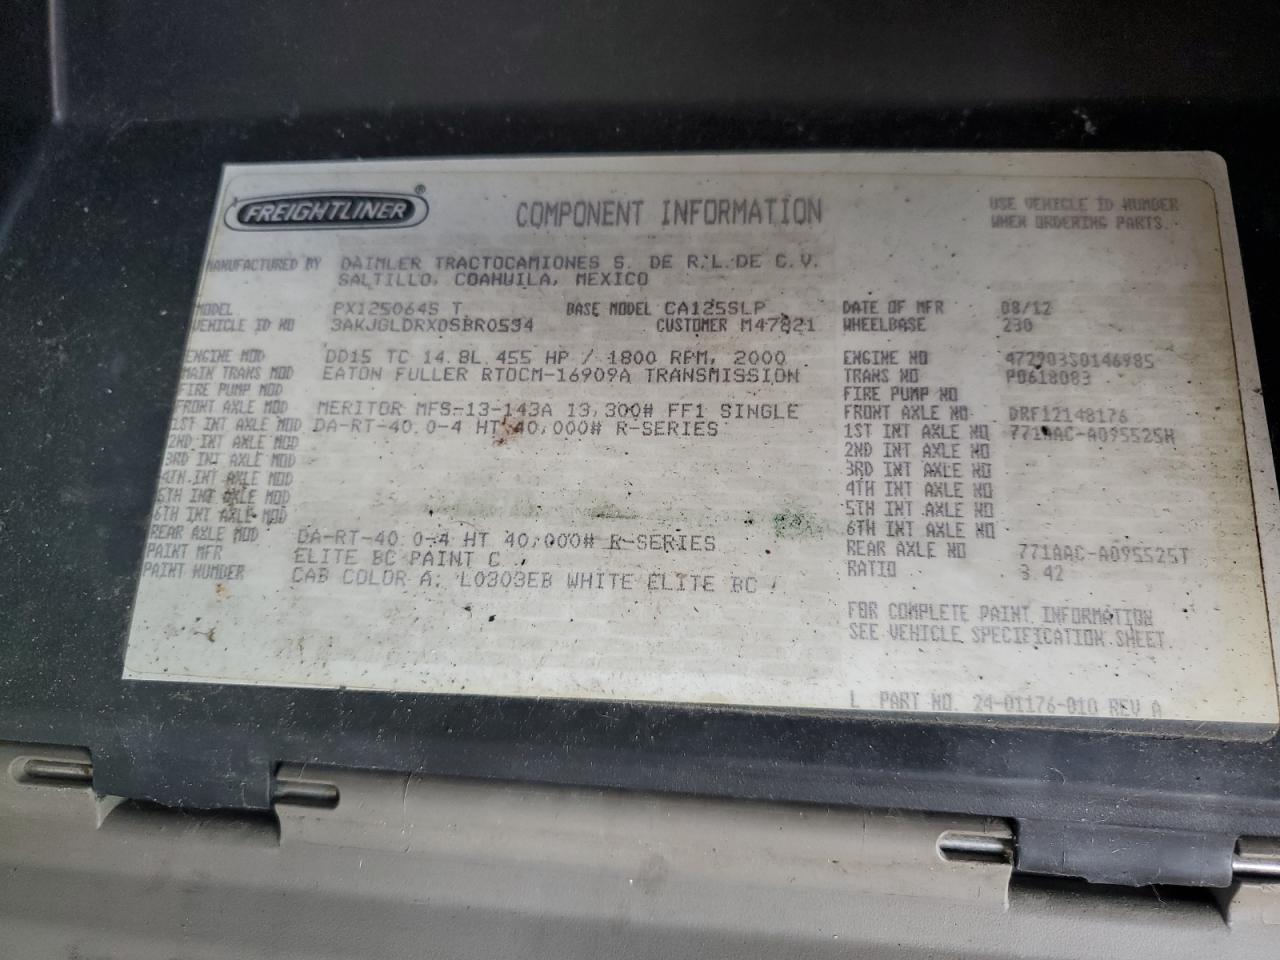 FREIGHTLINER®
COMPONENT INFORMATION
USE VEHICLE ID NUMBER
WHEN ORDERING PARTS.
MANUFACTURED BY DAIMLER TRACTOCAMIONES S. DE R. L. DE C. V.
SALTILLO, COAHUILA, MEXICO
MODEL PX125064S T BASE MODEL CA125SLP DATE OF MFR 08/12
VEHICLE ID NO 3AKJGLDRXDSBR0534 CUSTOMER M47821 WHEELBASE 230
ENGINE MOD DD15 TC 14.8L 455 HP / 1800 RPM, 2000 ENGINE NO 472903S0146985
MAIN TRANS MOD EATON FULLER RTOCM-16909A TRANSMISSION TRANS NO P0618083
FIRE PUMP MOD FIRE PUMP NO
FRONT AXLE MOD MERITOR MFS-13-143A 13,300# FF1 SINGLE FRONT AXLE NO DRF12148176
1ST INT AXLE MOD DA-RT-40.0-4 HT 40,000# R-SERIES 1ST INT AXLE NO 771AAC-A095525H
2ND INT AXLE MOD 2ND INT AXLE NO
3RD INT AXLE MOD 3RD INT AXLE NO
4TH INT AXLE MOD 4TH INT AXLE NO
5TH INT AXLE MOD 5TH INT AXLE NO
6TH INT AXLE MOD 6TH INT AXLE NO
REAR AXLE MOD DA-RT-40.0-4 HT 40,000# R-SERIES REAR AXLE NO 771AAC-A095525T
PAINT MFR ELITE BC PAINT C RATIO 3.42
PAINT NUMBER CAB COLOR A: L0303EB WHITE ELITE BC
FOR COMPLETE PAINT INFORMATION
SEE VEHICLE SPECIFICATION SHEET.
L PART NO. 24-01176-010 REV A